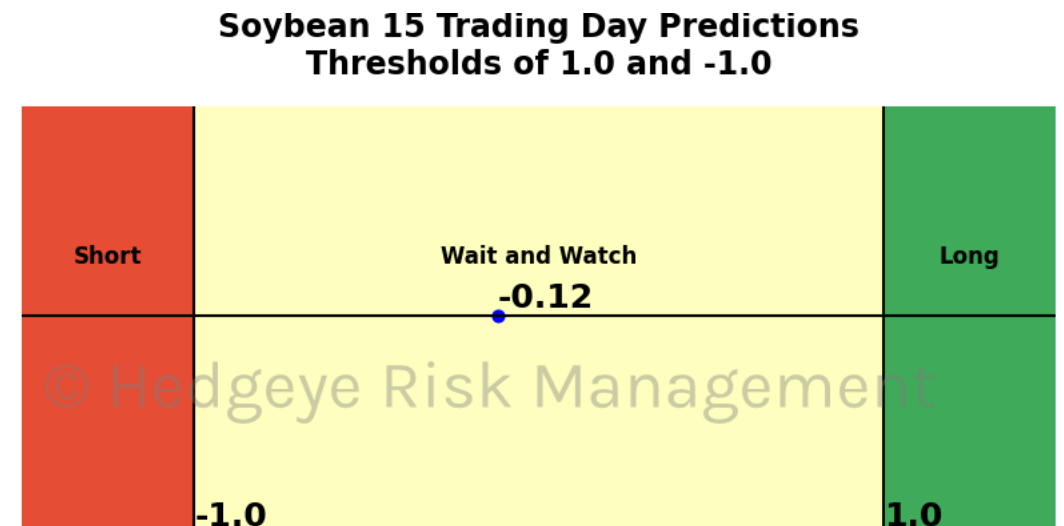 Soybean 15 Trading Day Predictions
Thresholds of 1.0 and -1.0
Short
Wait and Watch
Long
-0.12
© Hedgeye Risk Management
-1.0
1.0